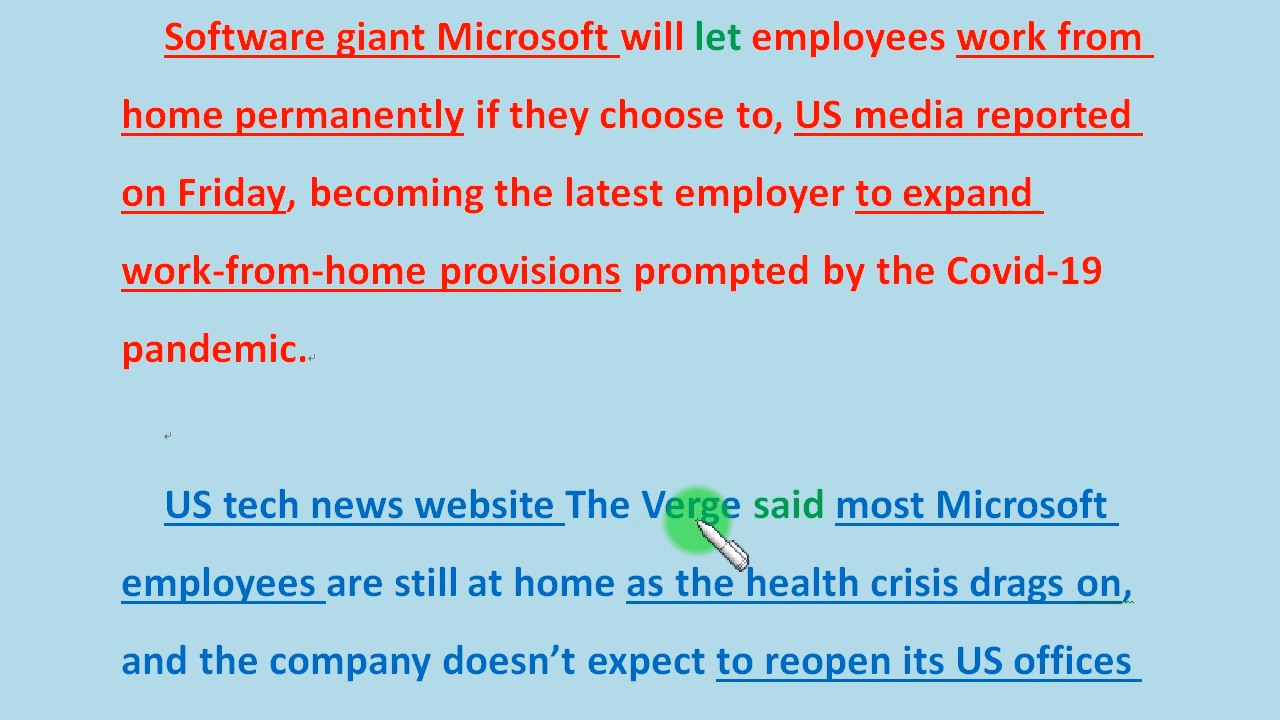 Software giant Microsoft will let employees work from
home permanently if they choose to, US media reported
on Friday, becoming the latest employer to expand
work-from-home provisions prompted by the Covid-19
pandemic.
US tech news website The Verge said most Microsoft
employees are still at home as the health crisis drags on,
and the company doesn’t expect to reopen its US offices